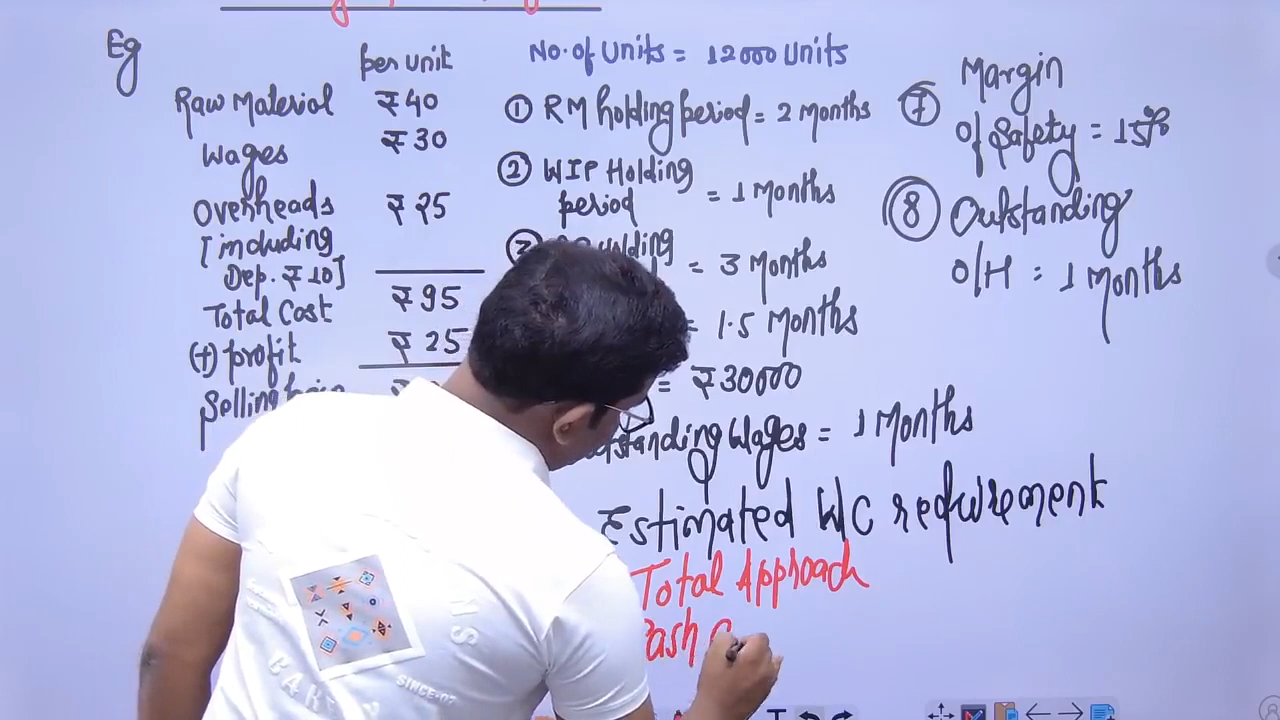 Eg
per unit
Raw Material ₹40
Wages ₹30
Overheads ₹25
[including
Dep. ₹10]
Total Cost ₹95
(+) profit ₹25
Selling
No. of Units = 12000 Units
① RM holding period = 2 Months
② WIP Holding
period = 1 Months
= 3 Months
= 1.5 Months
= ₹30000
Wages = 1 Months
Estimated WC requirement
Total Approach
⑦ Margin
Of Safety = 15%
⑧ Outstanding
O/H = 1 Months
SINCE-07